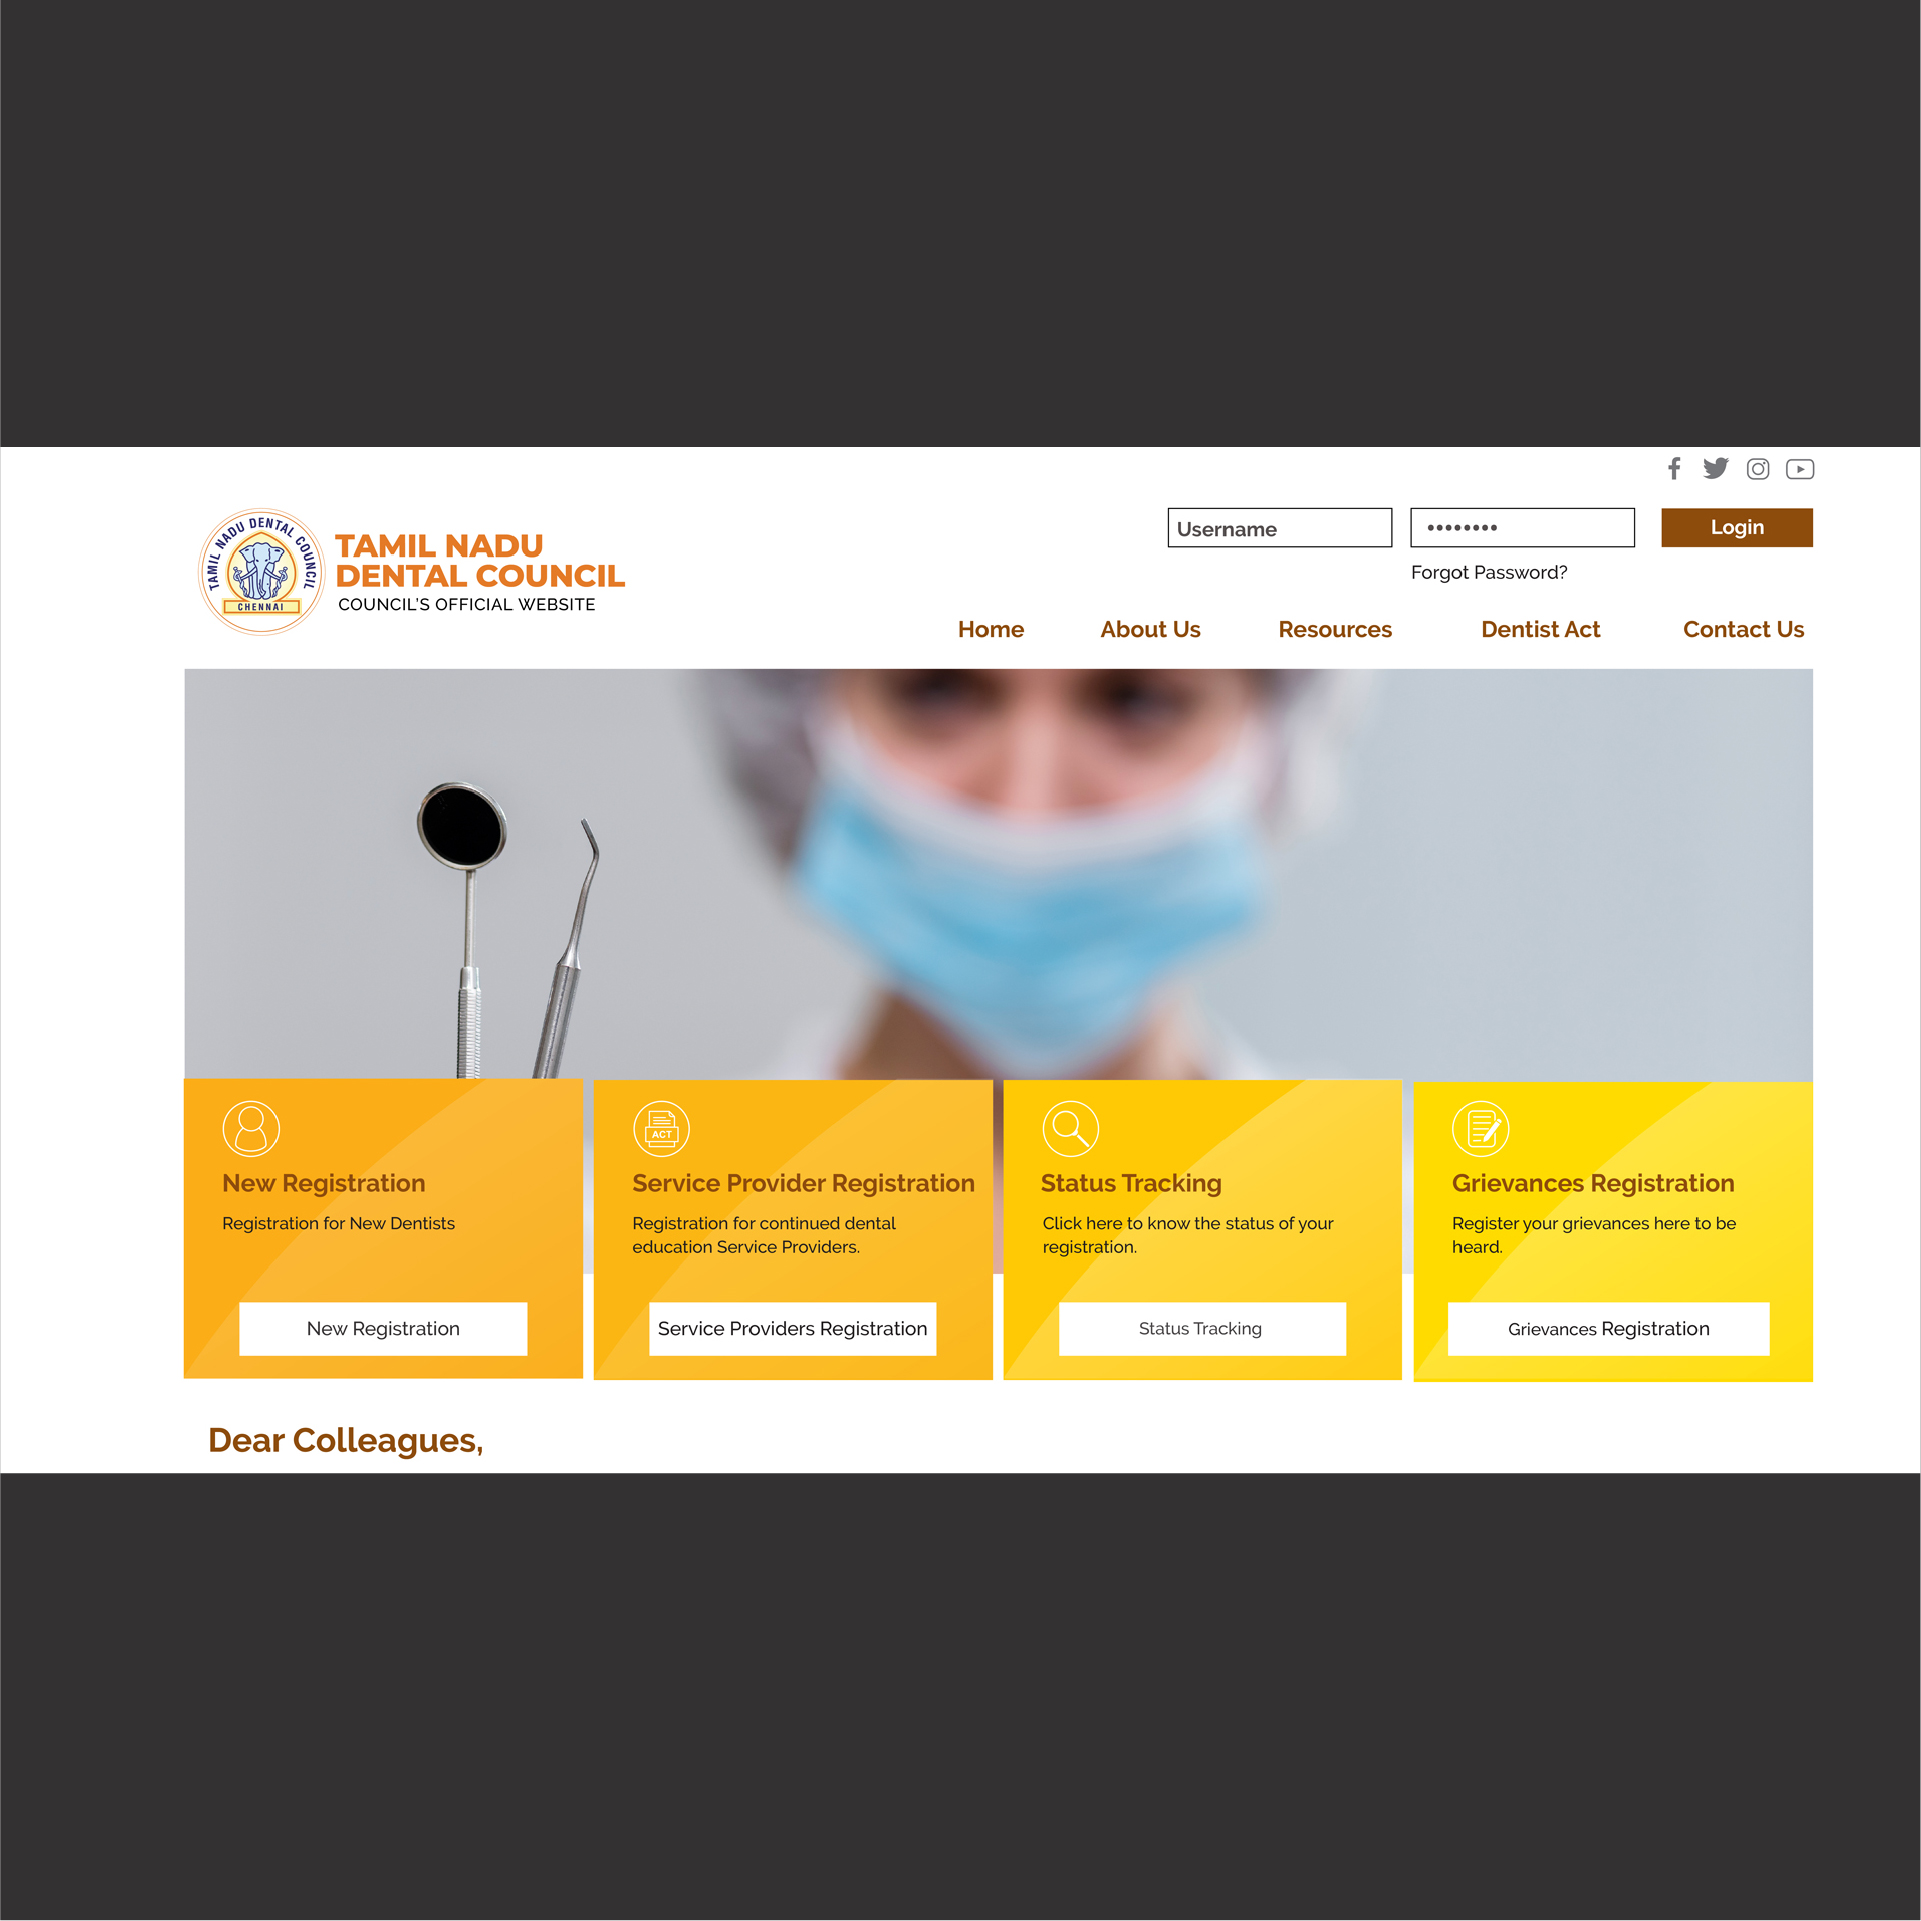 Username
••••••••
Login
TAMIL NADU DENTAL COUNCIL
CHENNAI
TAMIL NADU
DENTAL COUNCIL
COUNCIL'S OFFICIAL WEBSITE
Forgot Password?
Home About Us Resources Dentist Act Contact Us
New Registration
Registration for New Dentists
New Registration
ACT
Service Provider Registration
Registration for continued dental
education Service Providers.
Service Providers Registration
Status Tracking
Click here to know the status of your
registration.
Status Tracking
Grievances Registration
Register your grievances here to be
heard.
Grievances Registration
Dear Colleagues,